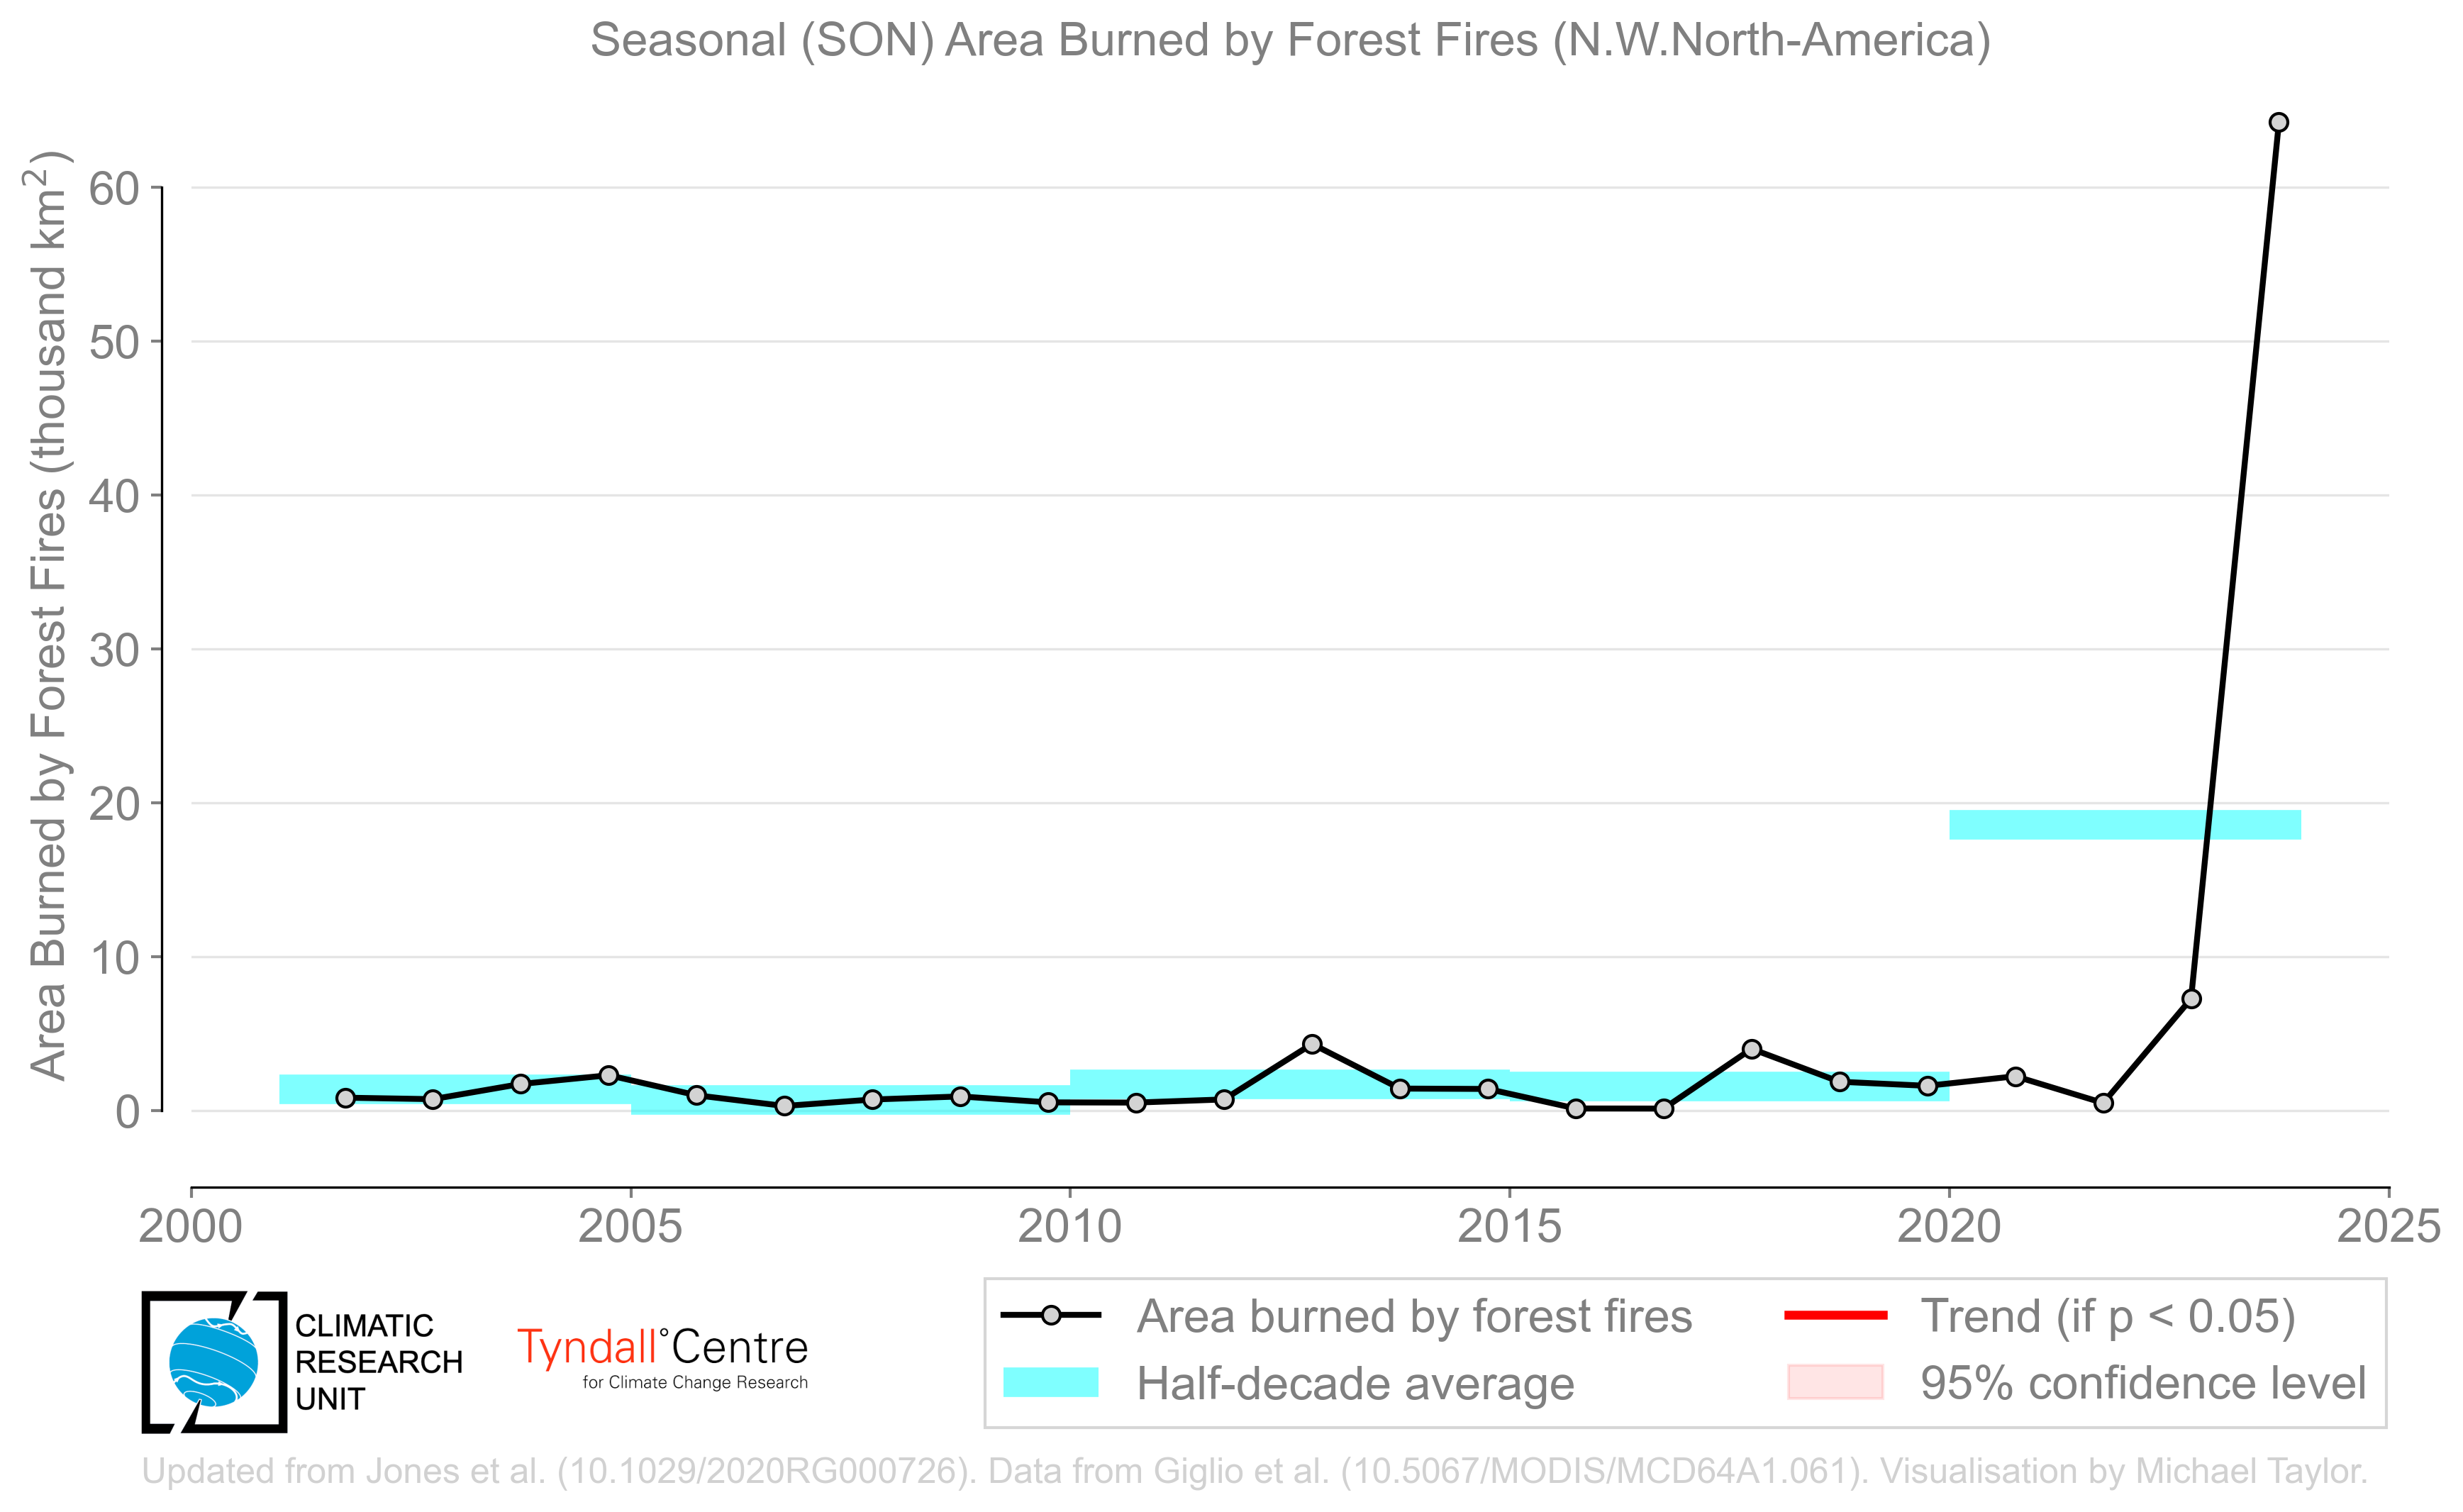 Seasonal (SON) Area Burned by Forest Fires (N.W.North-America)
Area Burned by Forest Fires (thousand km²)
60
50
40
30
20
10
0
2000 2005 2010 2015 2020 2025
CLIMATIC
RESEARCH
UNIT
Tyndall°Centre
for Climate Change Research
Area burned by forest fires
Half-decade average
Trend (if p < 0.05)
95% confidence level
Updated from Jones et al. (10.1029/2020RG000726). Data from Giglio et al. (10.5067/MODIS/MCD64A1.061). Visualisation by Michael Taylor.